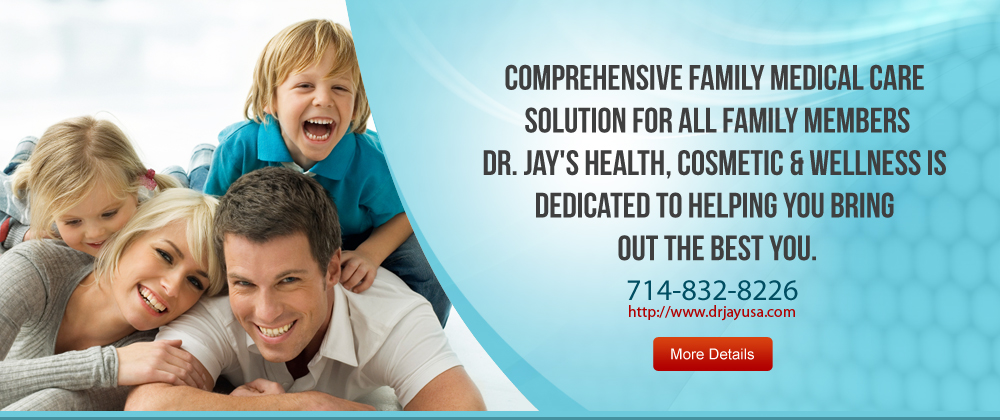 COMPREHENSIVE FAMILY MEDICAL CARE
SOLUTION FOR ALL FAMILY MEMBERS
DR. JAY'S HEALTH, COSMETIC & WELLNESS IS
DEDICATED TO HELPING YOU BRING
OUT THE BEST YOU.
714-832-8226
http://www.drjayusa.com
More Details